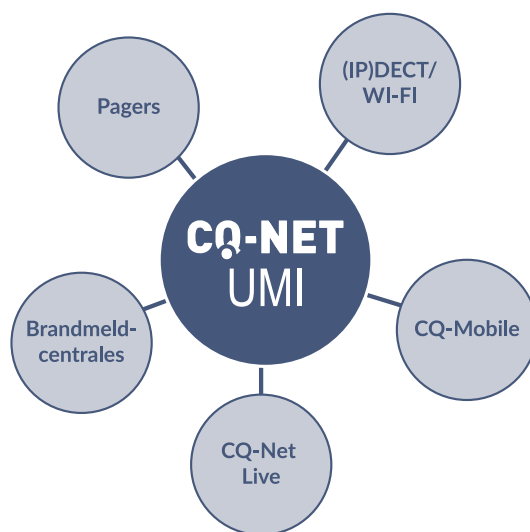 Pagers
(IP)DECT/
WI-FI
CQ-NET
UMI
Brandmeld-
centrales
CQ-Mobile
CQ-Net
Live